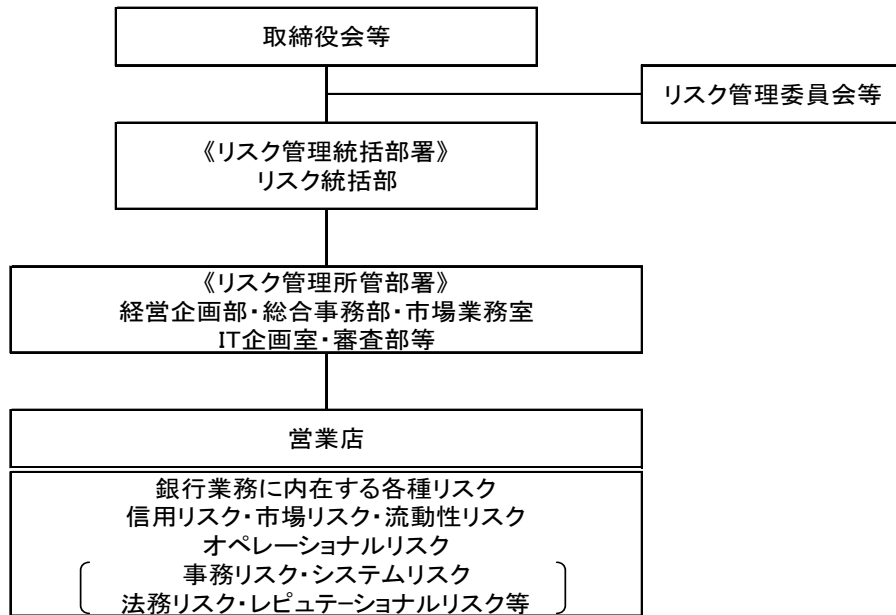 取締役会等
リスク管理委員会等
《リスク管理統括部署》
リスク統括部
《リスク管理所管部署》
経営企画部・総合事務部・市場業務室
IT企画室・審査部等
営業店
銀行業務に内在する各種リスク
信用リスク・市場リスク・流動性リスク
オペレーショナルリスク
事務リスク・システムリスク
法務リスク・レピュテーショナルリスク等